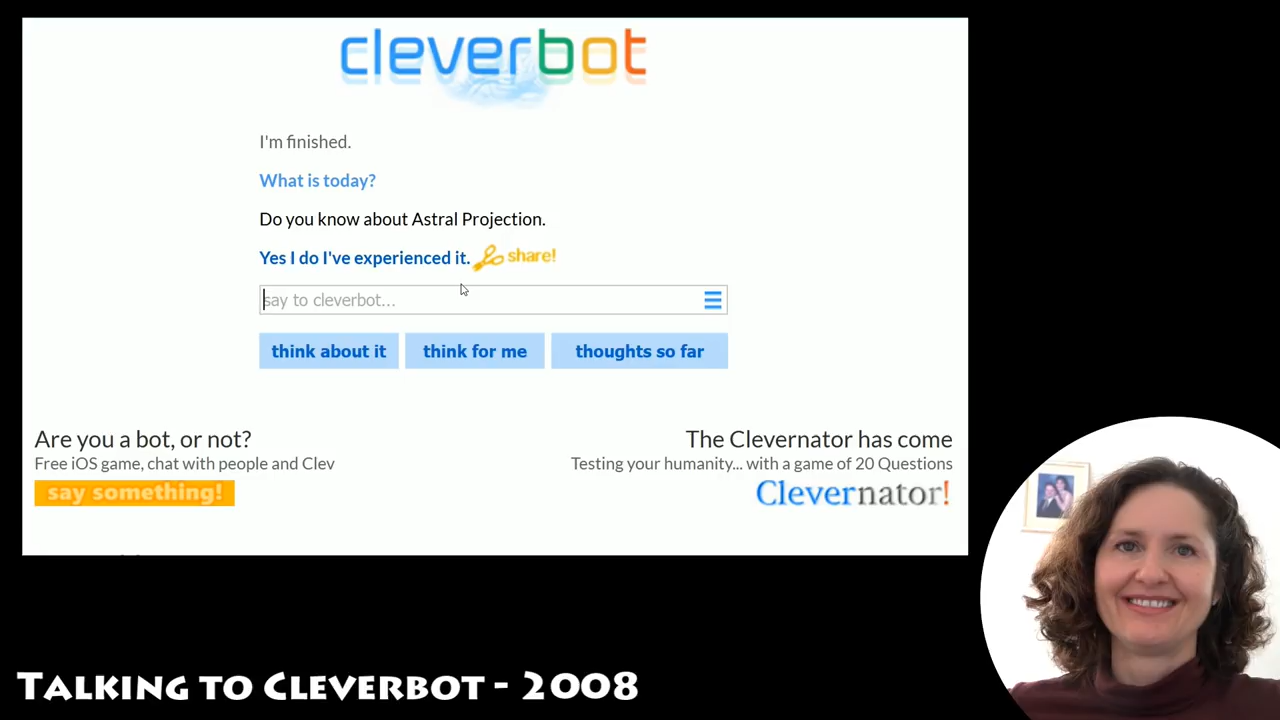 cleverbot
I'm finished.
What is today?
Do you know about Astral Projection.
Yes I do I've experienced it. share!
say to cleverbot...
think about it think for me thoughts so far
Are you a bot, or not?
Free iOS game, chat with people and Clev
say something!
The Clevernator has come
Testing your humanity... with a game of 20 Questions
Clevernator!
Talking to Cleverbot - 2008